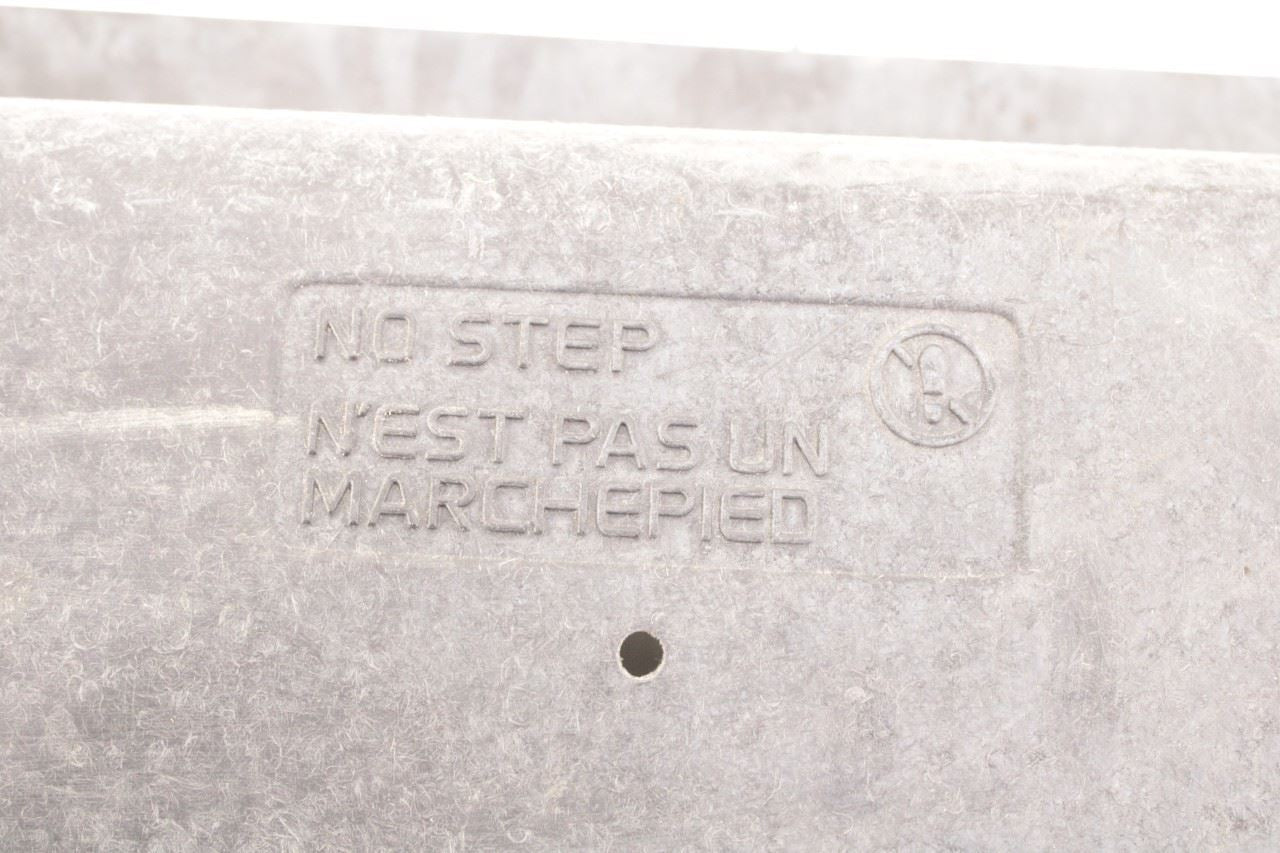 NO STEP
N'EST PAS UN
MARCHEPIED